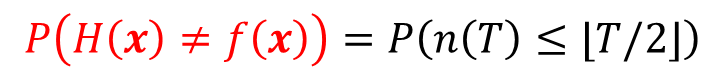 P(H(x) ≠ f(x)) = P(n(T) ≤ ⌊T/2⌋)